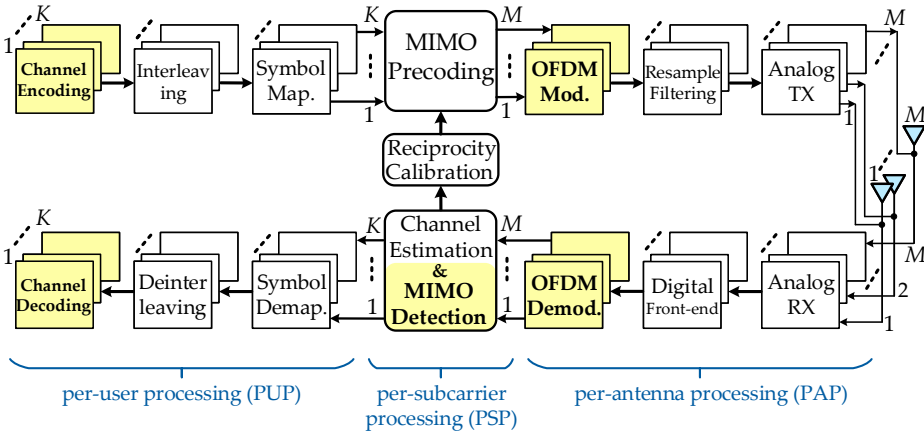 K
1
Channel
Encoding
Interleav
ing
Symbol
Map.
K
1
MIMO
Precoding
M
1
OFDM
Mod.
Resample
Filtering
Analog
TX
M
1
M
1
Reciprocity
Calibration
K
1
Channel
Decoding
Deinter
leaving
Symbol
Demap.
K
1
Channel
Estimation
&
MIMO
Detection
M
1
OFDM
Demod.
Digital
Front-end
Analog
RX
M
2
1
per-user processing (PUP)
per-subcarrier
processing (PSP)
per-antenna processing (PAP)